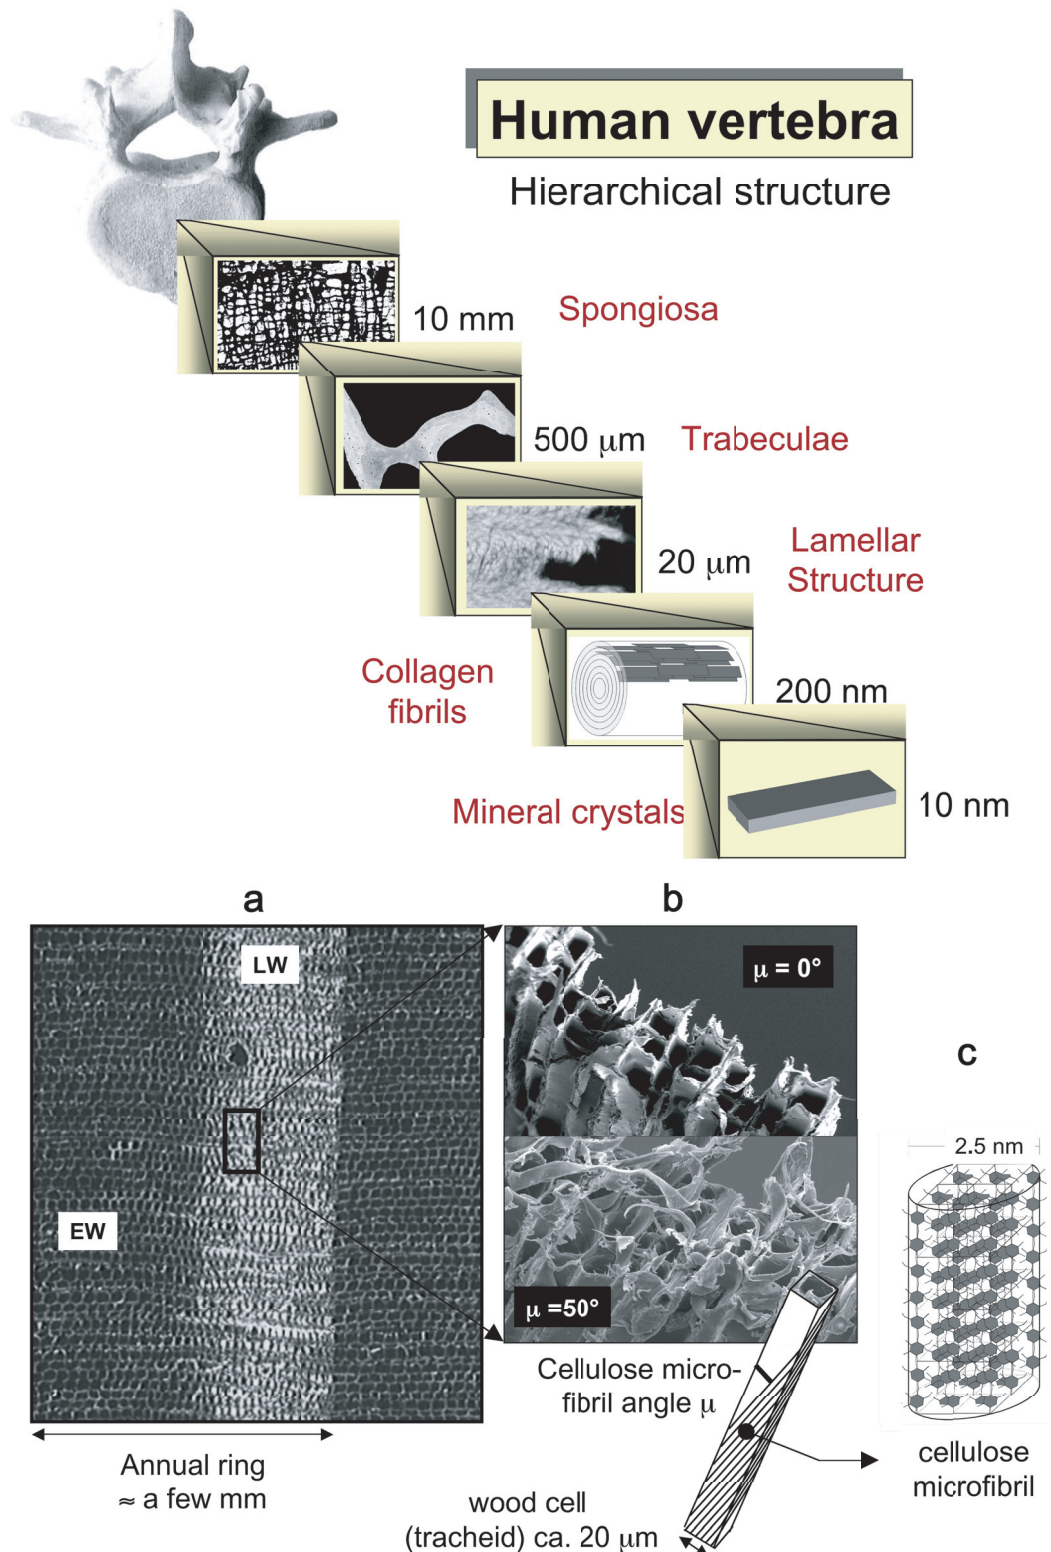 Human vertebra
Hierarchical structure
10 mm
Spongiosa
500 μm
Trabeculae
20 μm
Lamellar
Structure
Collagen
fibrils
200 nm
Mineral crystals
10 nm
a
b
c
LW
EW
μ = 0°
μ =50°
2.5 nm
Cellulose micro-
fibril angle μ
cellulose
microfibril
Annual ring
≈ a few mm
wood cell
(tracheid) ca. 20 μm